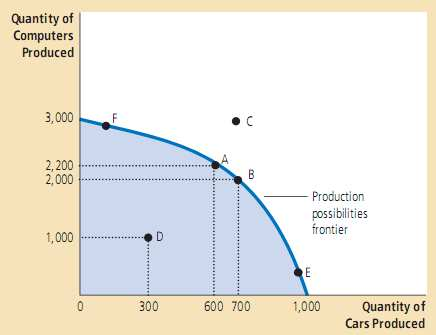 Quantity of
Computers
Produced
3,000
F
C
2,200
A
2,000
B
Production
possibilities
frontier
1,000
D
E
0
300
600 700
1,000
Quantity of
Cars Produced